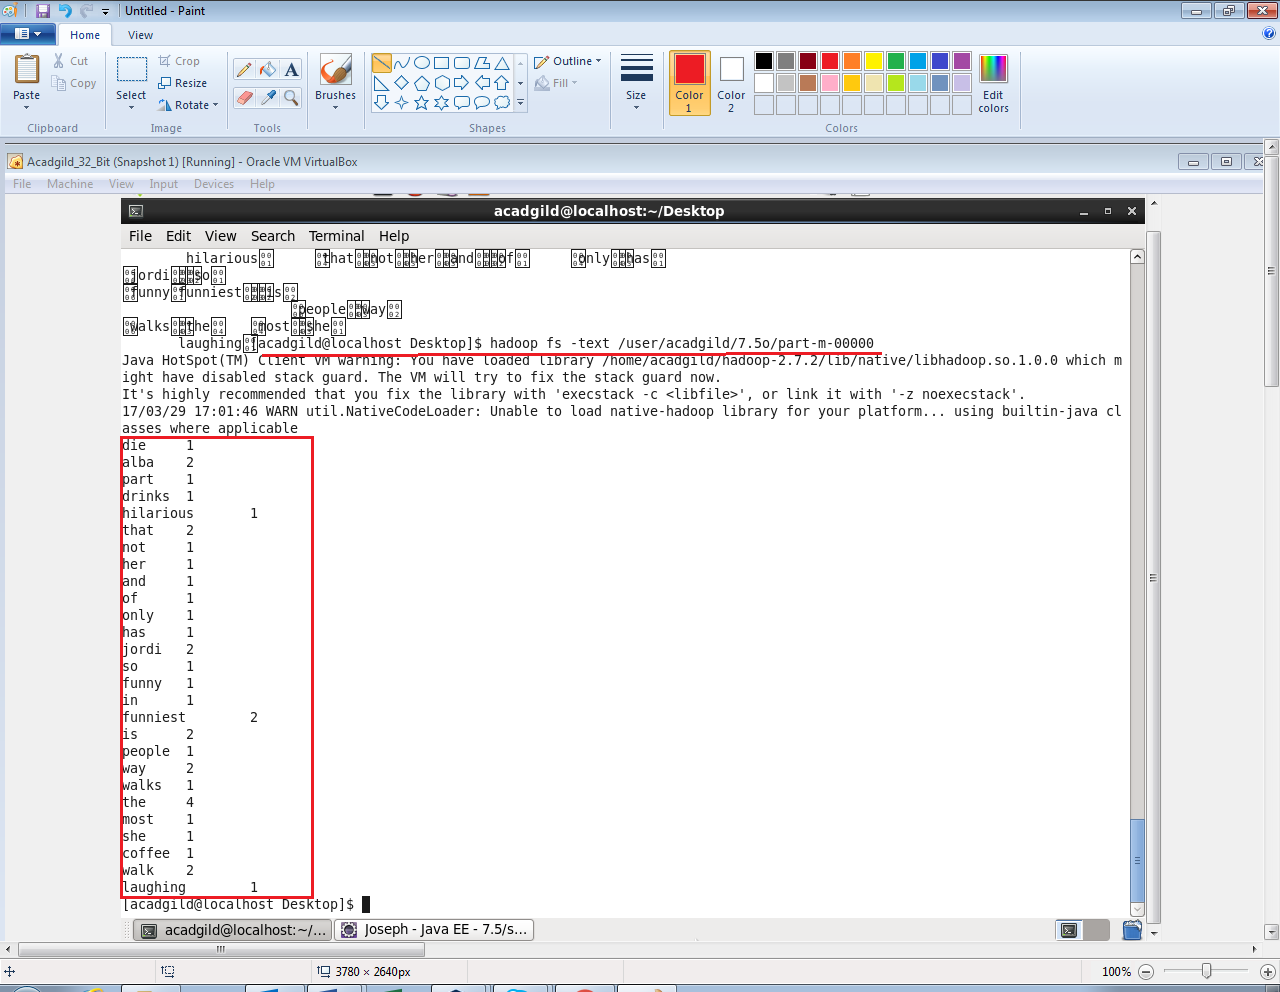 Untitled - Paint
Home View
Paste
Cut
Copy
Clipboard
Select
Crop
Resize
Rotate
Image
Tools
Brushes
Shapes
Outline
Fill
Size
Color 1
Color 2
Edit colors
Colors
Acadgild_32_Bit (Snapshot 1) [Running] - Oracle VM VirtualBox
File Machine View Input Devices Help
acadgild@localhost:~/Desktop
File Edit View Search Terminal Help
hilarious that not her and of only has
jordi so
funny funniest is
people way
walks the most she
laughing [acadgild@localhost Desktop]$ hadoop fs -text /user/acadgild/7.5o/part-m-00000
Java HotSpot(TM) Client VM warning: You have loaded library /home/acadgild/hadoop-2.7.2/lib/native/libhadoop.so.1.0.0 which m
ight have disabled stack guard. The VM will try to fix the stack guard now.
It's highly recommended that you fix the library with 'execstack -c <libfile>', or link it with '-z noexecstack'.
17/03/29 17:01:46 WARN util.NativeCodeLoader: Unable to load native-hadoop library for your platform... using builtin-java cl
asses where applicable
die 1
alba 2
part 1
drinks 1
hilarious 1
that 2
not 1
her 1
and 1
of 1
only 1
has 1
jordi 2
so 1
funny 1
in 1
funniest 2
is 2
people 1
way 2
walks 1
the 4
most 1
she 1
coffee 1
walk 2
laughing 1
[acadgild@localhost Desktop]$
acadgild@localhost:~/... Joseph - Java EE - 7.5/s...
3780 × 2640px 100%